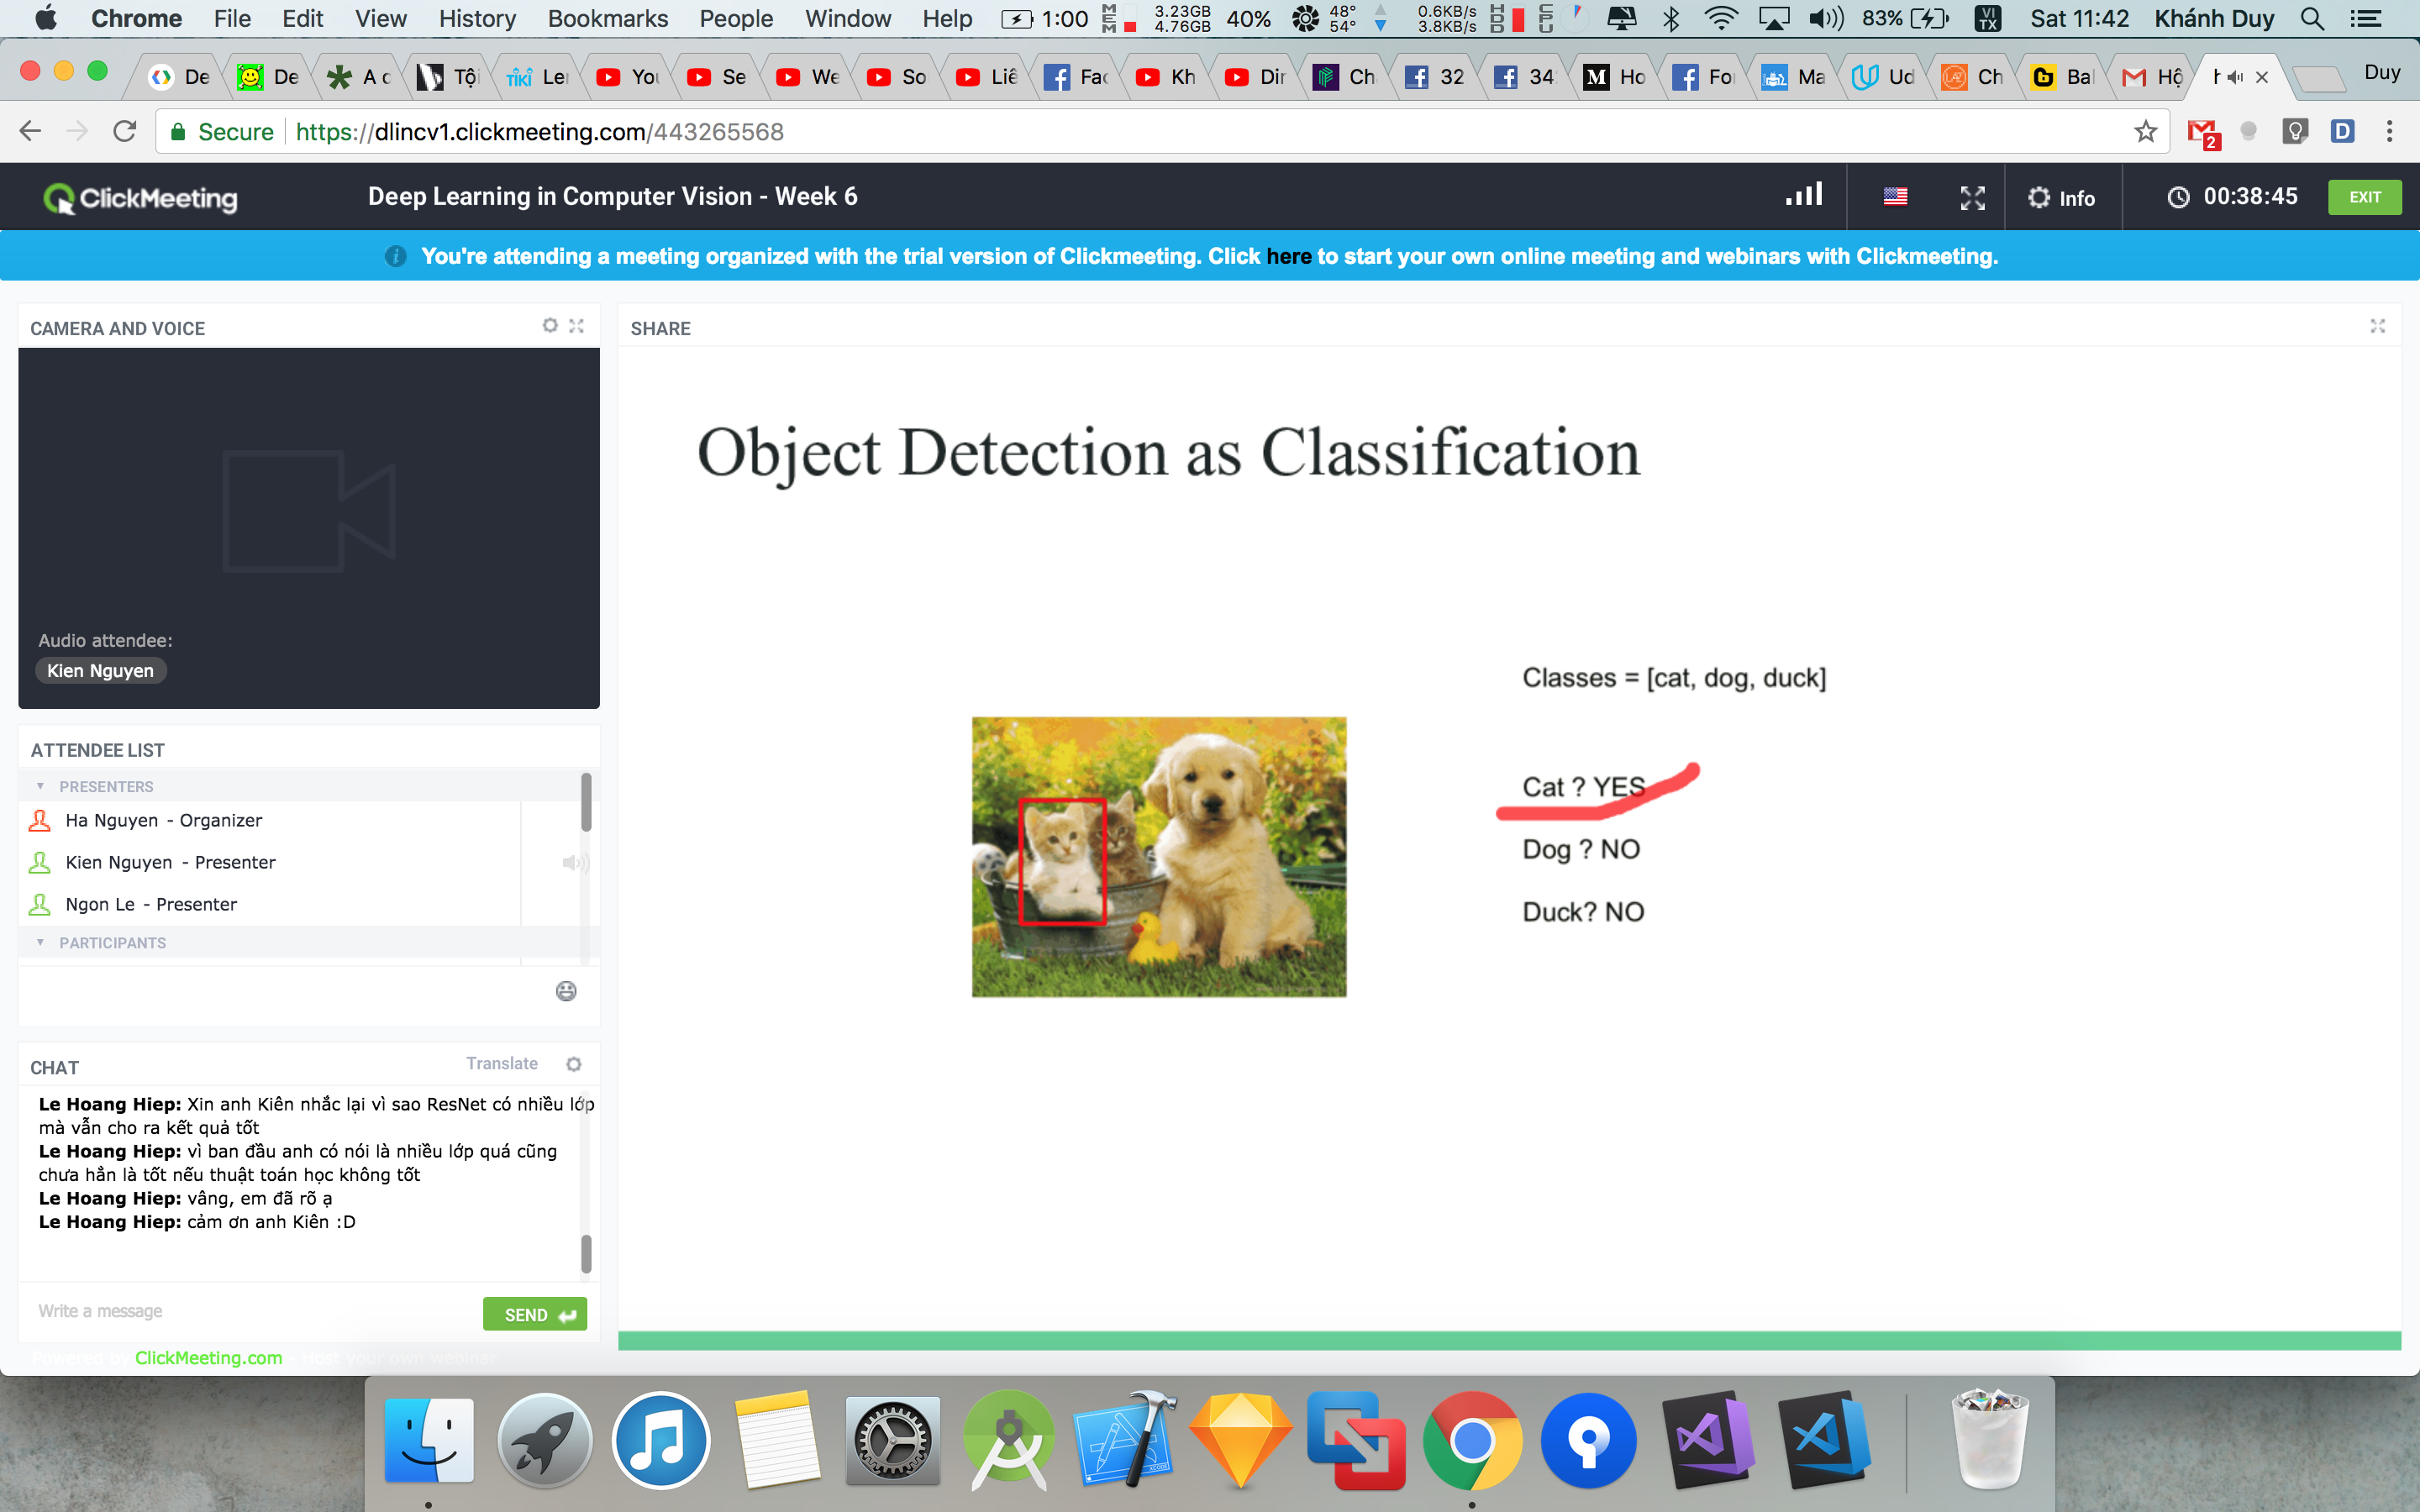 Chrome File Edit View History Bookmarks People Window Help 1:00 MEM 3.23GB 4.76GB 40% 48° 54° 0.6KB/s 3.8KB/s HDD CPU 83% VI TX Sat 11:42 Khánh Duy
De De A c Tội TIKI Ler You Se We So Liê Fac Kh Dir Ch 32 34 M Ho For Ma Ud Ch Bal Hộ h Duy
Secure https://dlincv1.clickmeeting.com/443265568 2 D
ClickMeeting Deep Learning in Computer Vision - Week 6 Info 00:38:45 EXIT
You're attending a meeting organized with the trial version of Clickmeeting. Click here to start your own online meeting and webinars with Clickmeeting.
CAMERA AND VOICE
Audio attendee:
Kien Nguyen
ATTENDEE LIST
PRESENTERS
Ha Nguyen - Organizer
Kien Nguyen - Presenter
Ngon Le - Presenter
PARTICIPANTS
CHAT Translate
Le Hoang Hiep: Xin anh Kiên nhắc lại vì sao ResNet có nhiều lớp
mà vẫn cho ra kết quả tốt
Le Hoang Hiep: vì ban đầu anh có nói là nhiều lớp quá cũng
chưa hẳn là tốt nếu thuật toán học không tốt
Le Hoang Hiep: vâng, em đã rõ ạ
Le Hoang Hiep: cảm ơn anh Kiên :D
Write a message SEND
Powered by ClickMeeting.com - Host your own webinar
SHARE
Object Detection as Classification
Classes = [cat, dog, duck]
Cat ? YES
Dog ? NO
Duck? NO